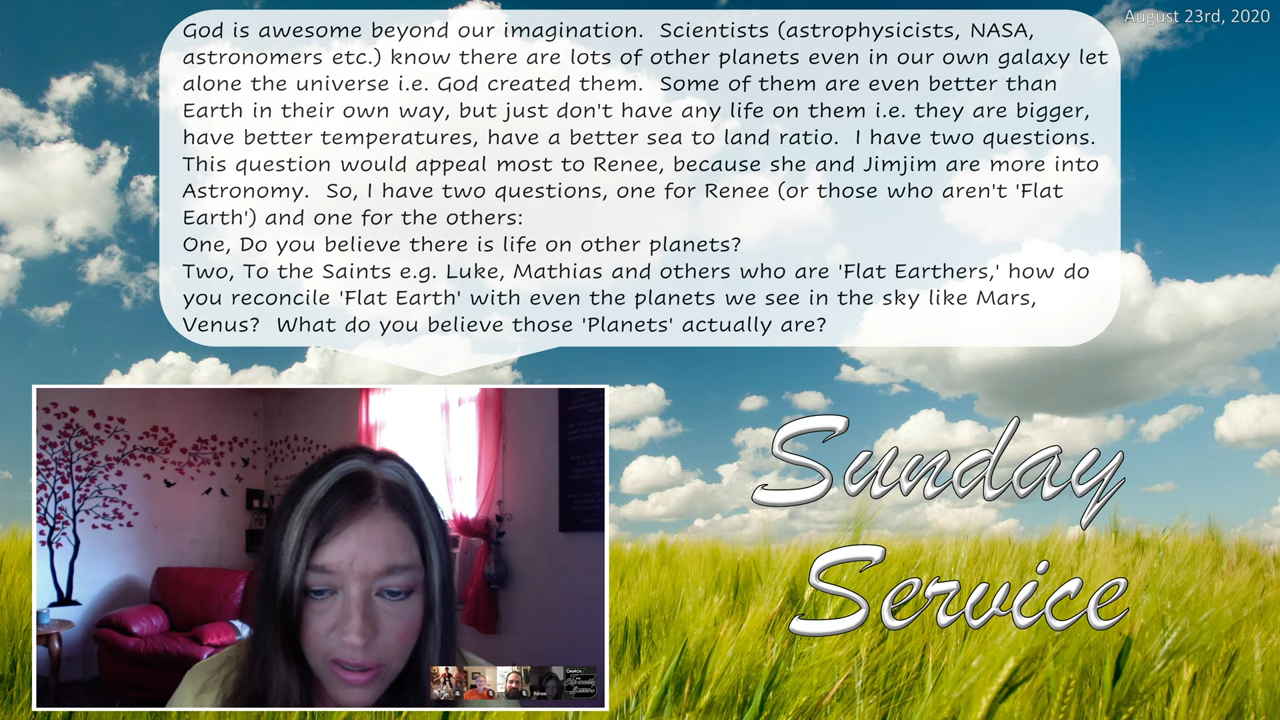 August 23rd, 2020
God is awesome beyond our imagination.  Scientists (astrophysicists, NASA,
astronomers etc.) know there are lots of other planets even in our own galaxy let
alone the universe i.e. God created them.  Some of them are even better than
Earth in their own way, but just don't have any life on them i.e. they are bigger,
have better temperatures, have a better sea to land ratio.  I have two questions.
This question would appeal most to Renee, because she and Jimjim are more into
Astronomy.  So, I have two questions, one for Renee (or those who aren't 'Flat
Earth') and one for the others:
One, Do you believe there is life on other planets?
Two, To the Saints e.g. Luke, Mathias and others who are 'Flat Earthers,' how do
you reconcile 'Flat Earth' with even the planets we see in the sky like Mars,
Venus?  What do you believe those 'Planets' actually are?
Sunday
Service
Renee
Church